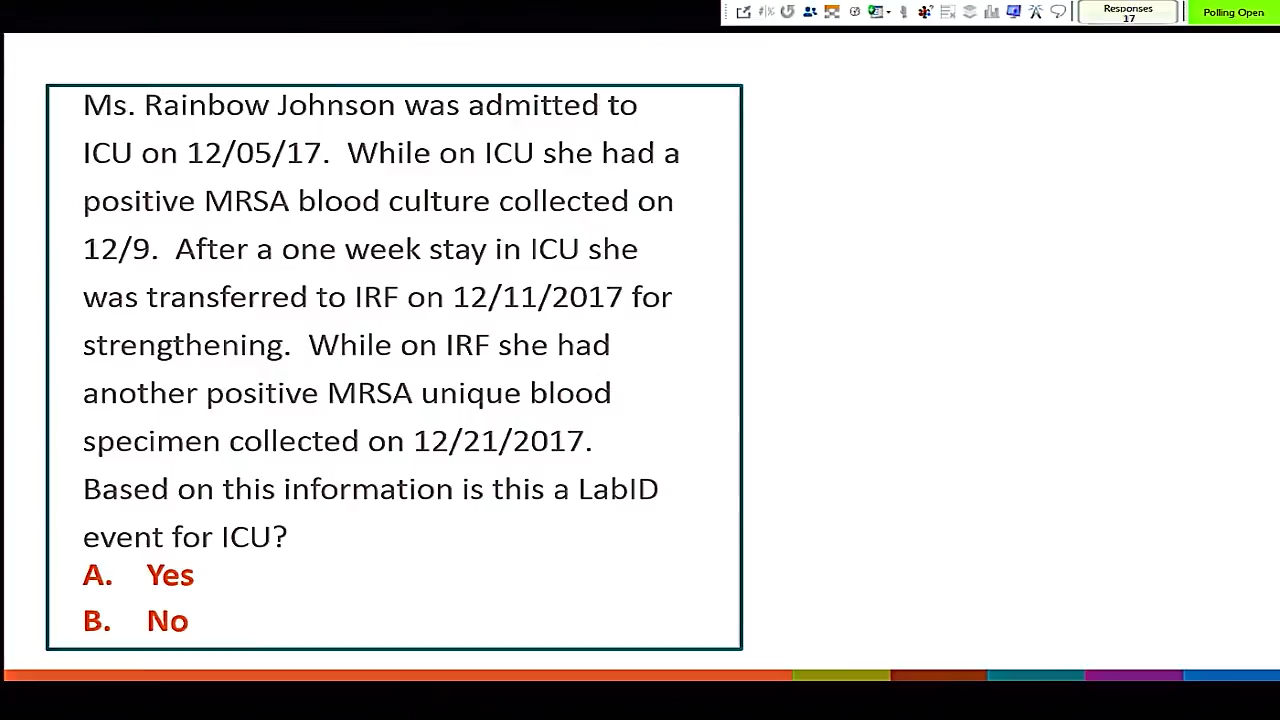 Responses
17
Polling Open
Ms. Rainbow Johnson was admitted to
ICU on 12/05/17.  While on ICU she had a
positive MRSA blood culture collected on
12/9.  After a one week stay in ICU she
was transferred to IRF on 12/11/2017 for
strengthening.  While on IRF she had
another positive MRSA unique blood
specimen collected on 12/21/2017.
Based on this information is this a LabID
event for ICU?
A. Yes
B. No